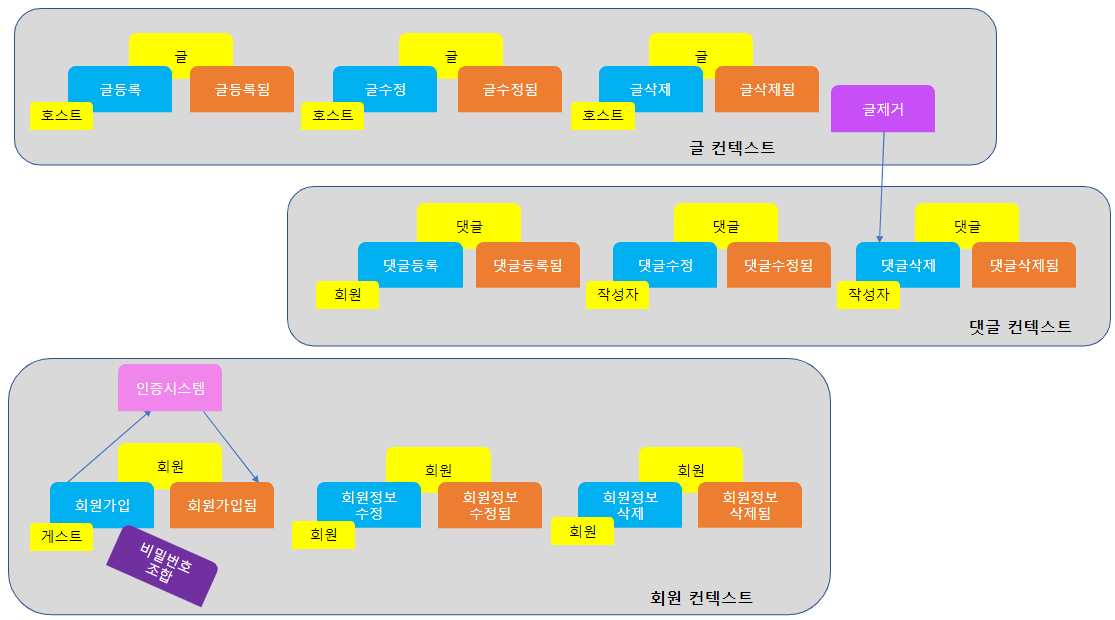 글
글등록
글등록됨
호스트
글
글수정
글수정됨
호스트
글
글삭제
글삭제됨
호스트
글제거
글 컨텍스트
댓글
댓글등록
댓글등록됨
회원
댓글
댓글수정
댓글수정됨
작성자
댓글
댓글삭제
댓글삭제됨
작성자
댓글 컨텍스트
인증시스템
회원
회원가입
회원가입됨
게스트
비밀번호
조합
회원
회원정보
수정
회원정보
수정됨
회원
회원
회원정보
삭제
회원정보
삭제됨
회원
회원 컨텍스트